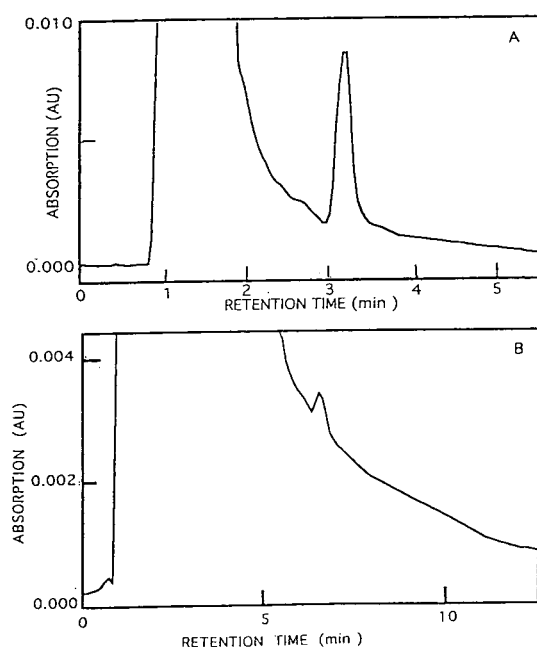 0.010
A
ABSORPTION (AU)
0.000
0 1 2 3 4 5
RETENTION TIME (min)
B
0.004
0.002
0.000
ABSORPTION (AU)
0 5 10
RETENTION TIME (min)